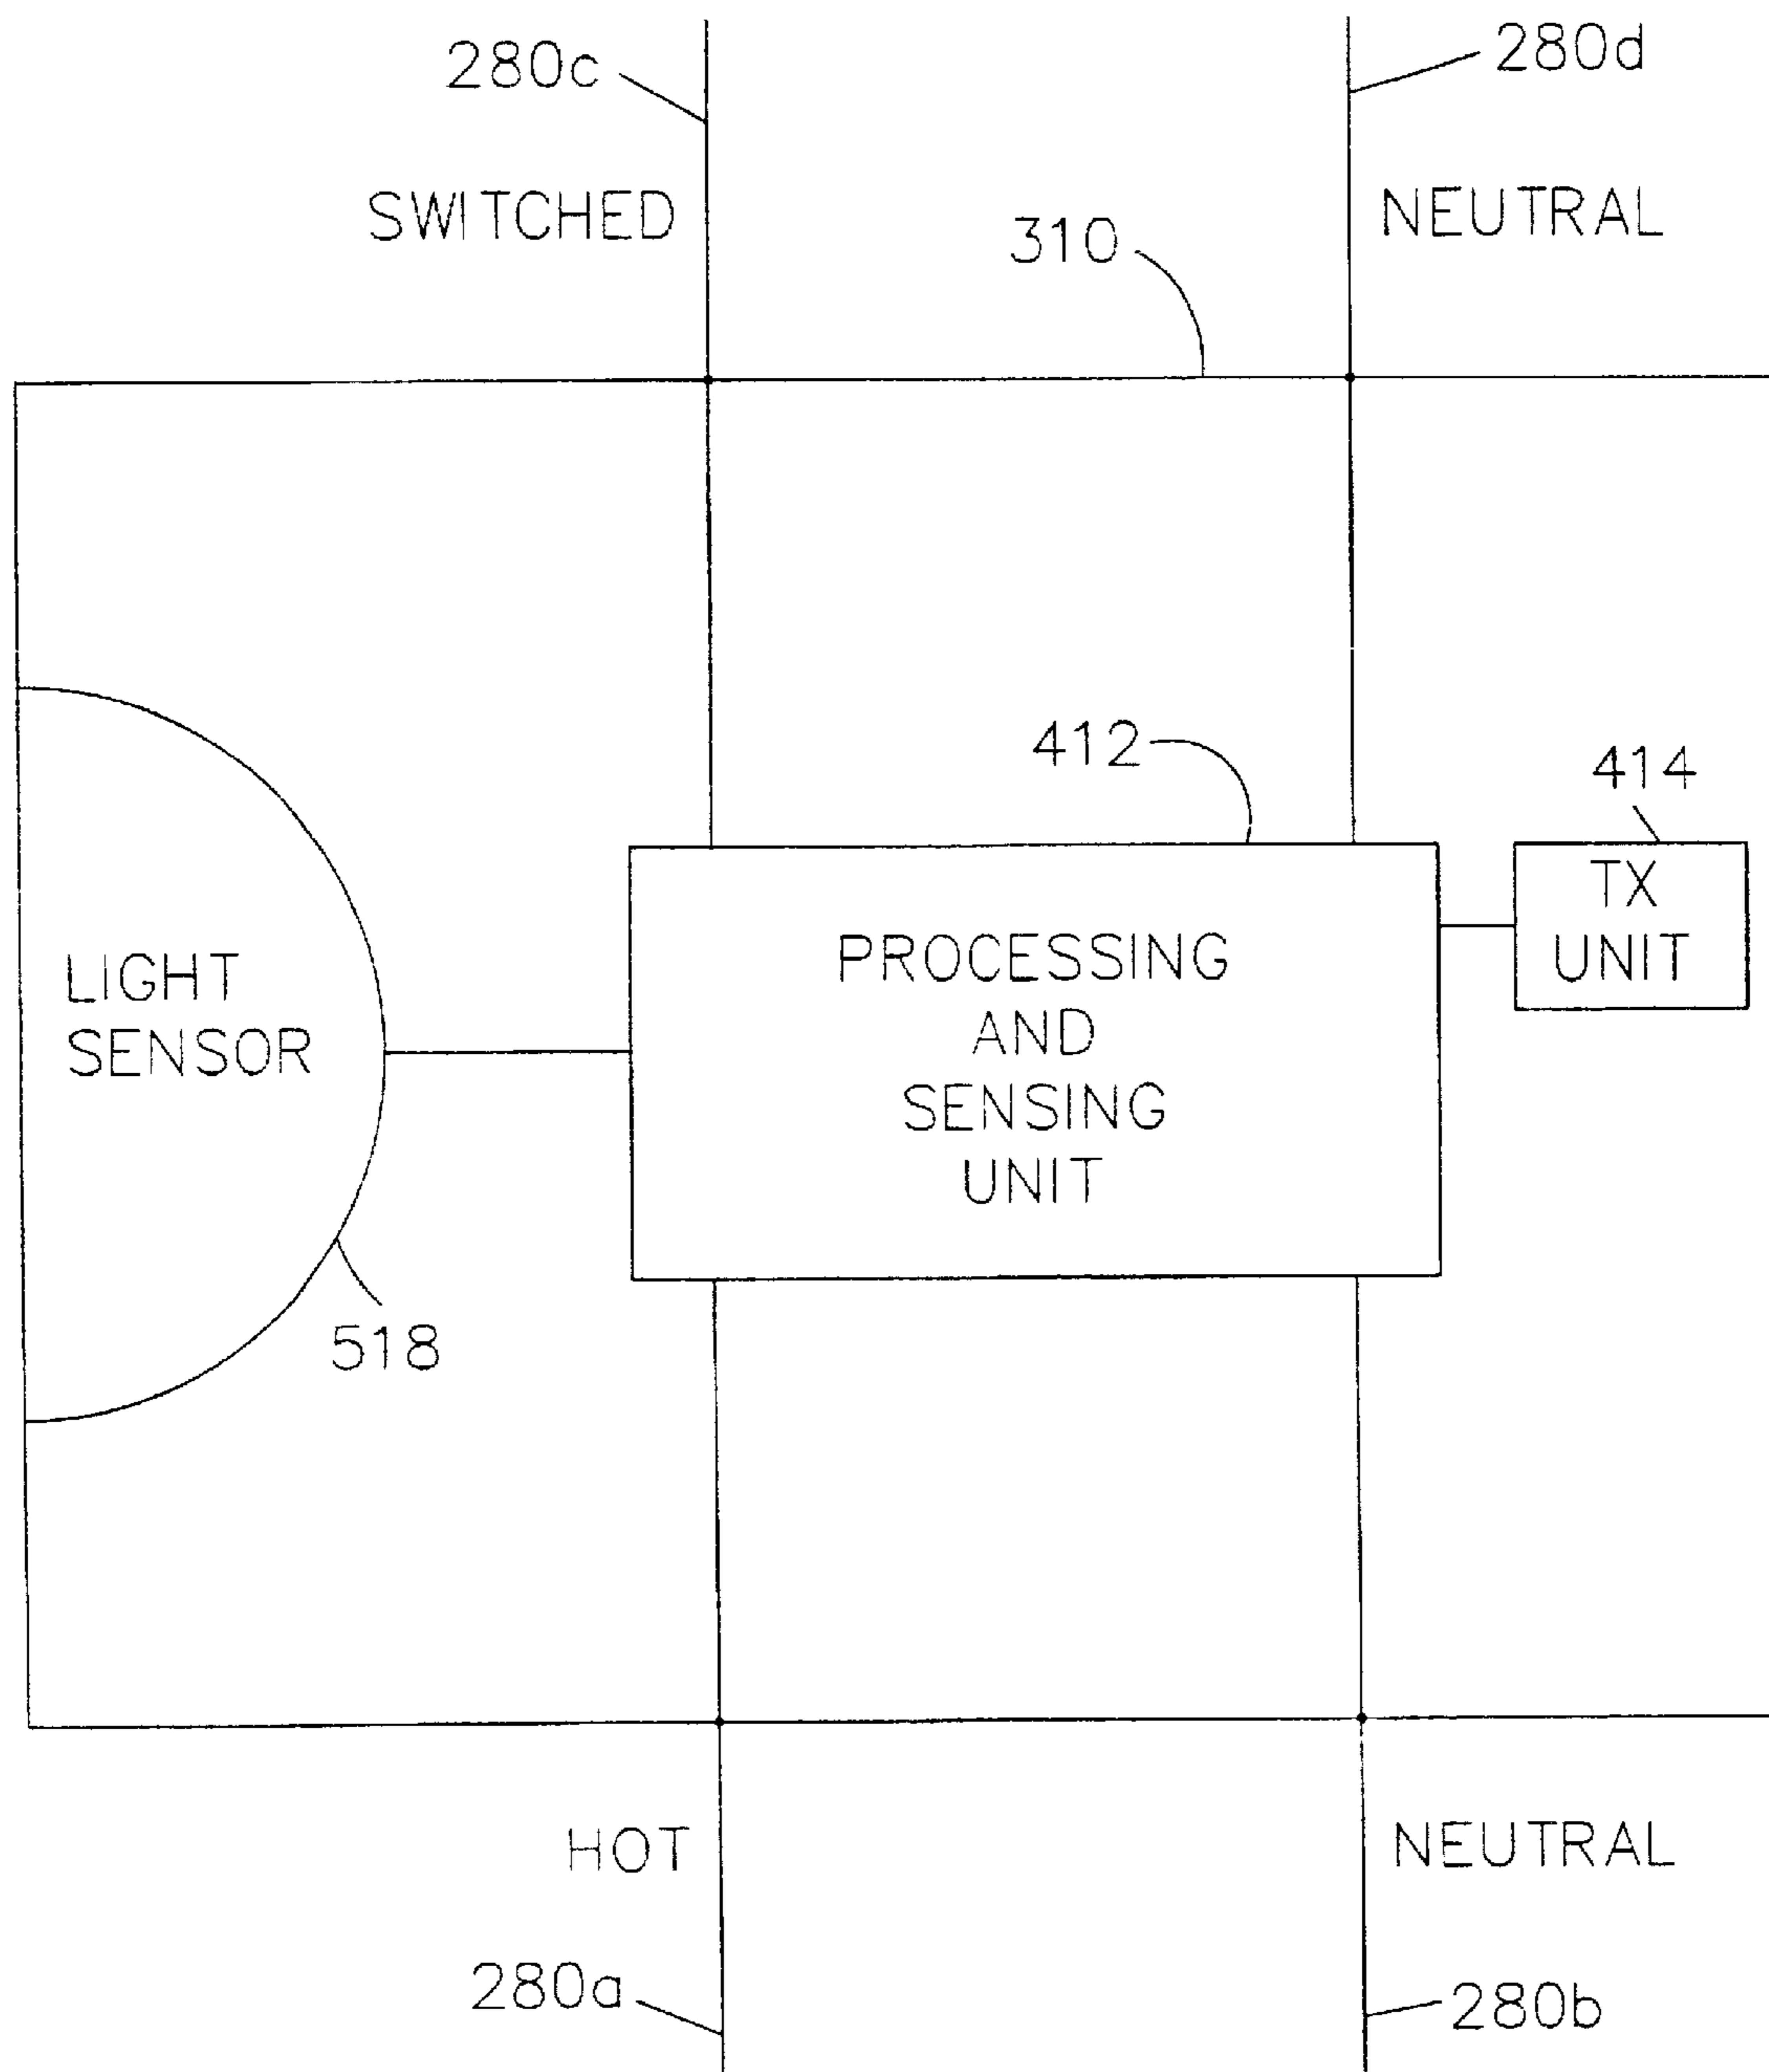 280c
280d
SWITCHED
NEUTRAL
310
412
414
TX
UNIT
LIGHT
SENSOR
PROCESSING
AND
SENSING
UNIT
518
HOT
NEUTRAL
280a
280b